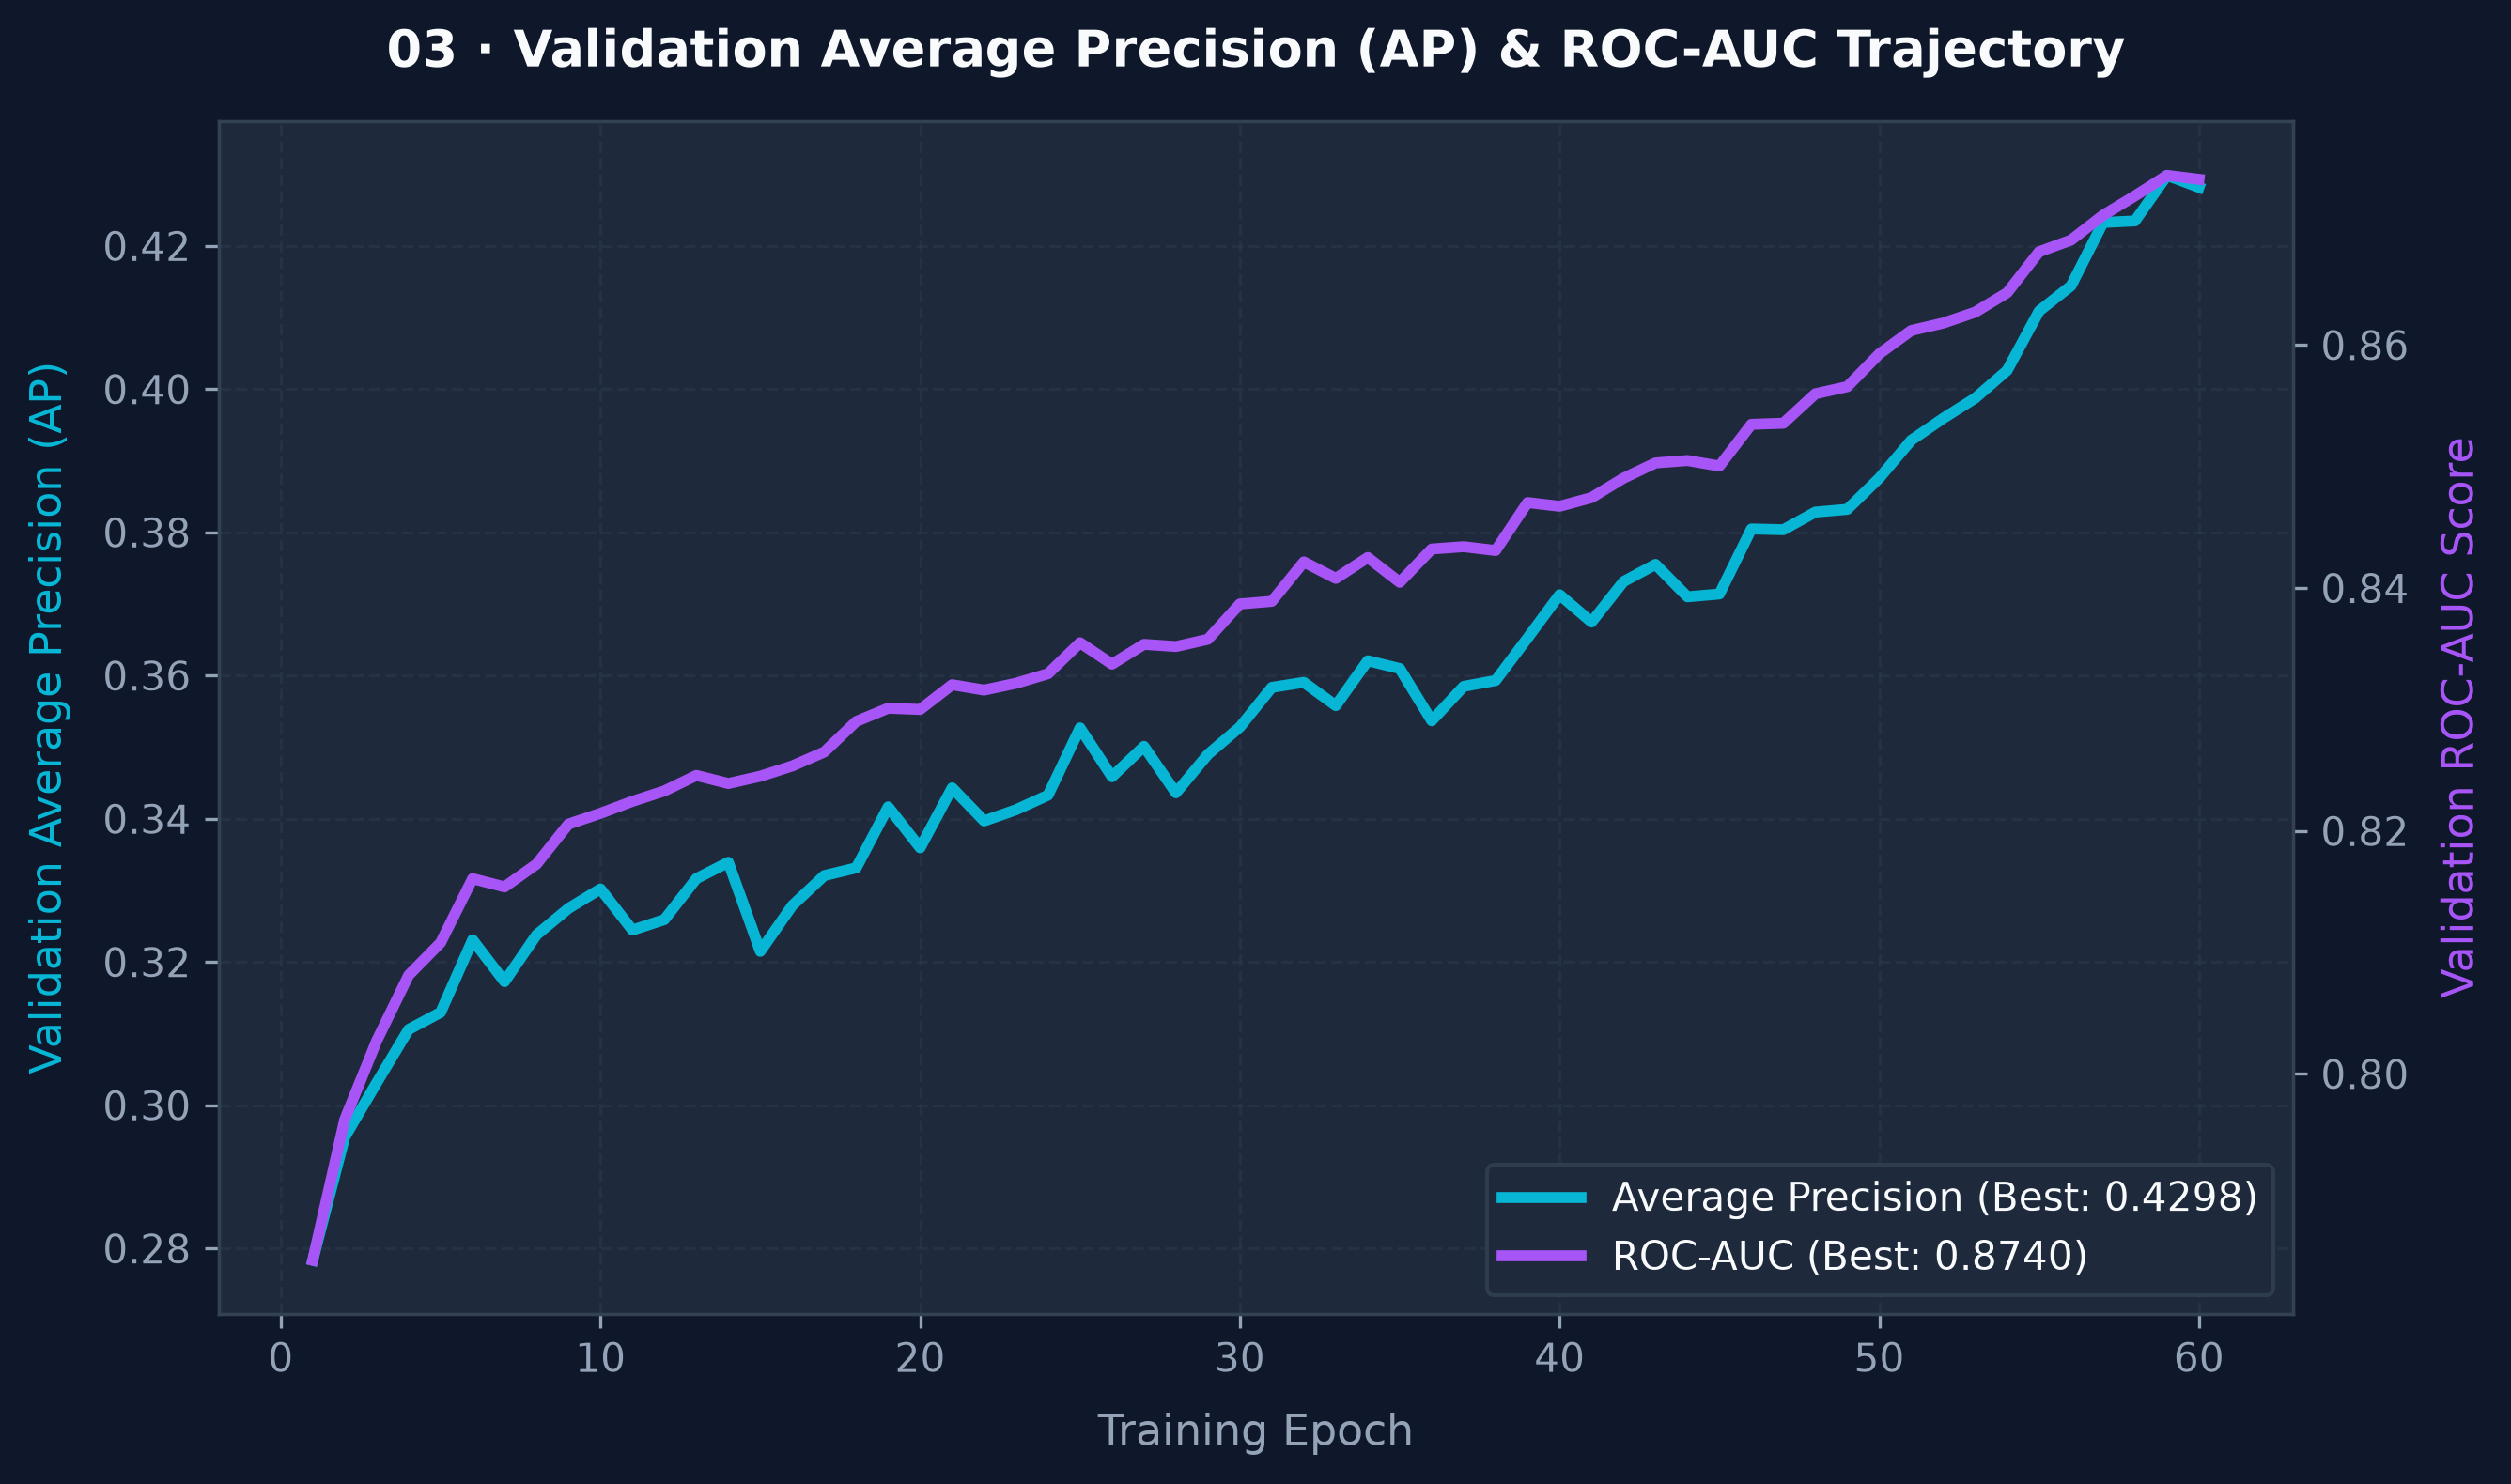 03 · Validation Average Precision (AP) & ROC-AUC Trajectory
Validation Average Precision (AP)
0.42
0.40
0.38
0.36
0.34
0.32
0.30
0.28
0.86
0.84
0.82
0.80
Validation ROC-AUC Score
Average Precision (Best: 0.4298)
ROC-AUC (Best: 0.8740)
0 10 20 30 40 50 60
Training Epoch